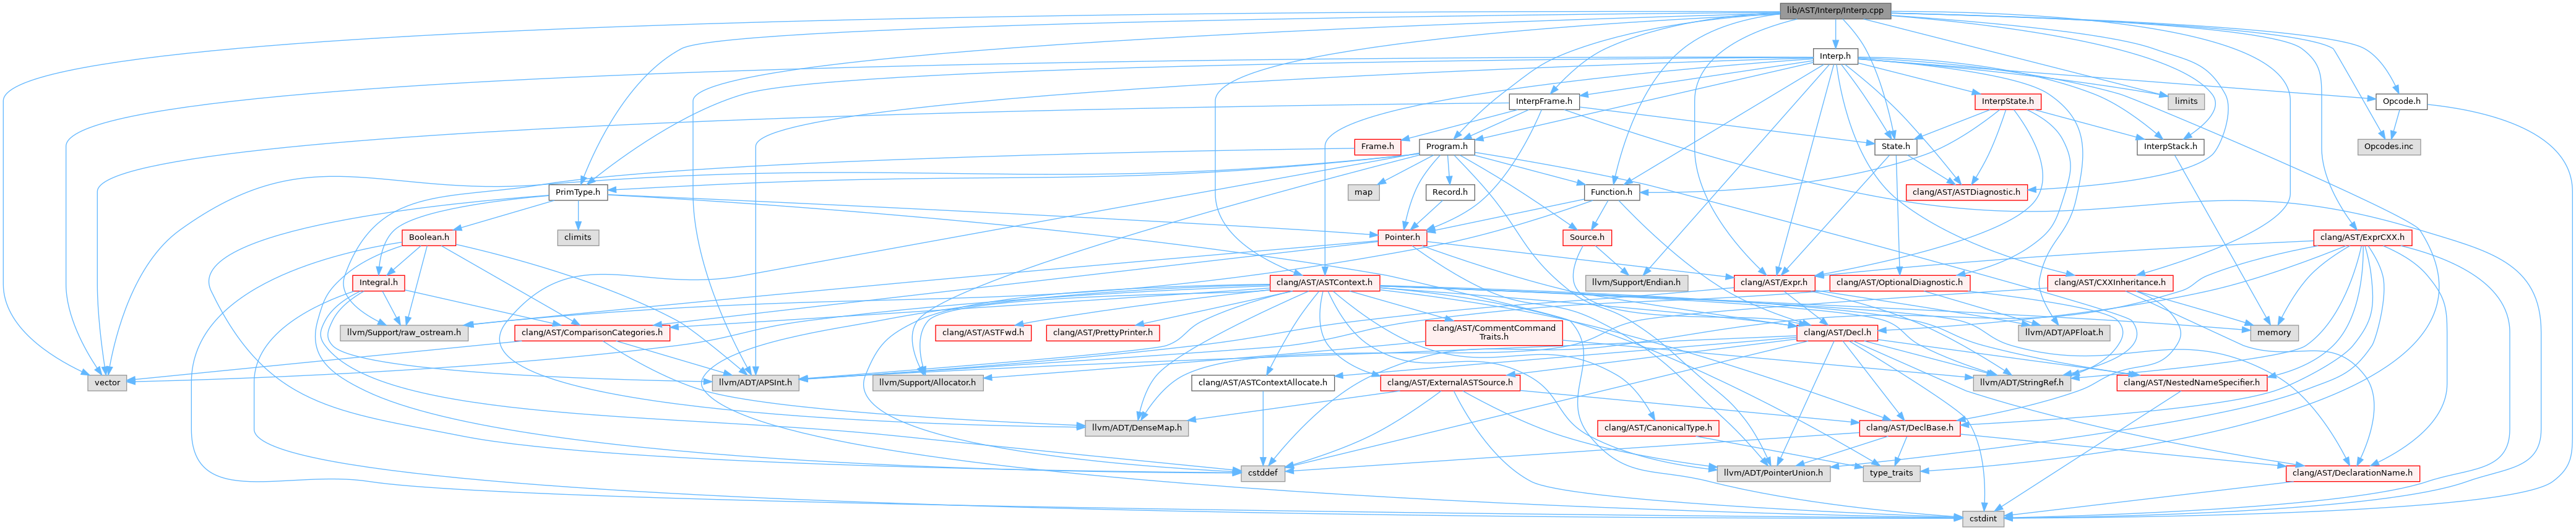 lib/AST/Interp/Interp.cpp
Interp.h
InterpFrame.h
InterpState.h
limits
Opcode.h
Frame.h
Program.h
State.h
InterpStack.h
Opcodes.inc
PrimType.h
map
Record.h
Function.h
clang/AST/ASTDiagnostic.h
Boolean.h
climits
Pointer.h
Source.h
clang/AST/ExprCXX.h
Integral.h
clang/AST/ASTContext.h
llvm/Support/Endian.h
clang/AST/Expr.h
clang/AST/OptionalDiagnostic.h
clang/AST/CXXInheritance.h
llvm/Support/raw_ostream.h
clang/AST/ComparisonCategories.h
clang/AST/ASTFwd.h
clang/AST/PrettyPrinter.h
clang/AST/CommentCommand
Traits.h
clang/AST/Decl.h
llvm/ADT/APFloat.h
memory
vector
llvm/ADT/APSInt.h
llvm/Support/Allocator.h
clang/AST/ASTContextAllocate.h
clang/AST/ExternalASTSource.h
llvm/ADT/StringRef.h
clang/AST/NestedNameSpecifier.h
llvm/ADT/DenseMap.h
clang/AST/CanonicalType.h
clang/AST/DeclBase.h
cstddef
llvm/ADT/PointerUnion.h
type_traits
clang/AST/DeclarationName.h
cstdint